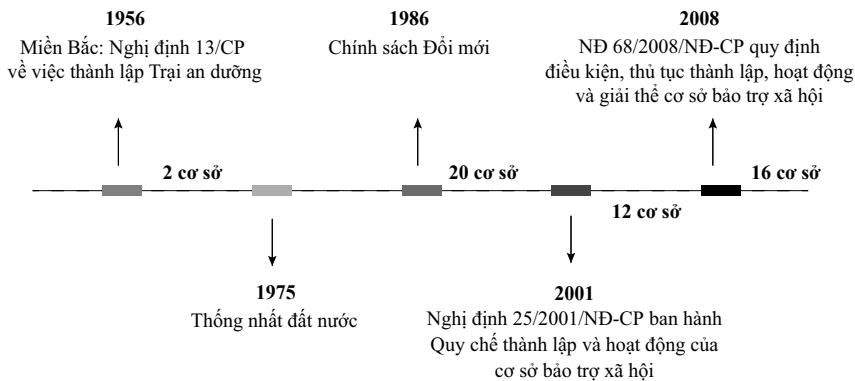 1956
Miền Bắc: Nghị định 13/CP
về việc thành lập Trại an dưỡng
1986
Chính sách Đổi mới
2008
NĐ 68/2008/NĐ-CP quy định
điều kiện, thủ tục thành lập, hoạt động
và giải thể cơ sở bảo trợ xã hội
2 cơ sở
20 cơ sở
16 cơ sở
12 cơ sở
1975
Thống nhất đất nước
2001
Nghị định 25/2001/NĐ-CP ban hành
Quy chế thành lập và hoạt động của
cơ sở bảo trợ xã hội